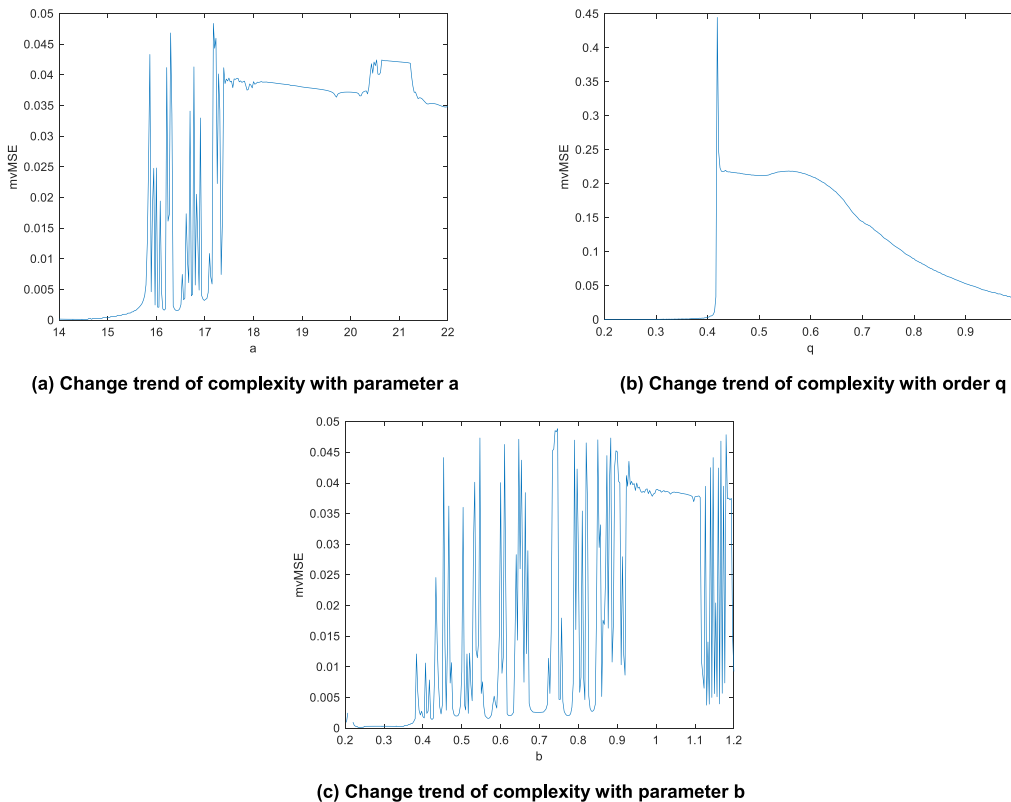 0.05
0.045
0.04
0.035
0.03
0.025
0.02
0.015
0.01
0.005
0
mvMSE
14 15 16 17 18 19 20 21 22
a
(a) Change trend of complexity with parameter a
0.45
0.4
0.35
0.3
0.25
0.2
0.15
0.1
0.05
0
mvMSE
0.2 0.3 0.4 0.5 0.6 0.7 0.8 0.9
q
(b) Change trend of complexity with order q
0.05
0.045
0.04
0.035
0.03
0.025
0.02
0.015
0.01
0.005
0
mvMSE
0.2 0.3 0.4 0.5 0.6 0.7 0.8 0.9 1 1.1 1.2
b
(c) Change trend of complexity with parameter b